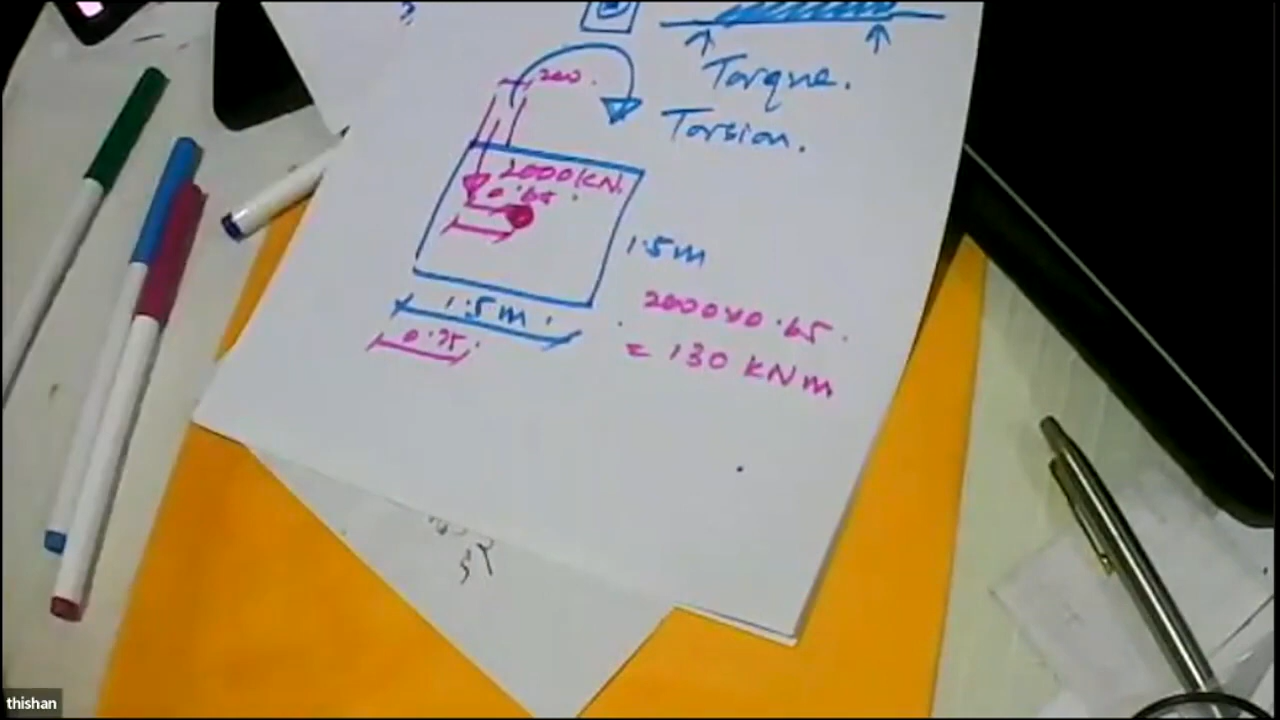 ?
200.
Torque.
Torsion.
2000KN.
0.65.
1.5m
1.5m.
0.75.
2000x0.65.
= 130 KNm
thishan